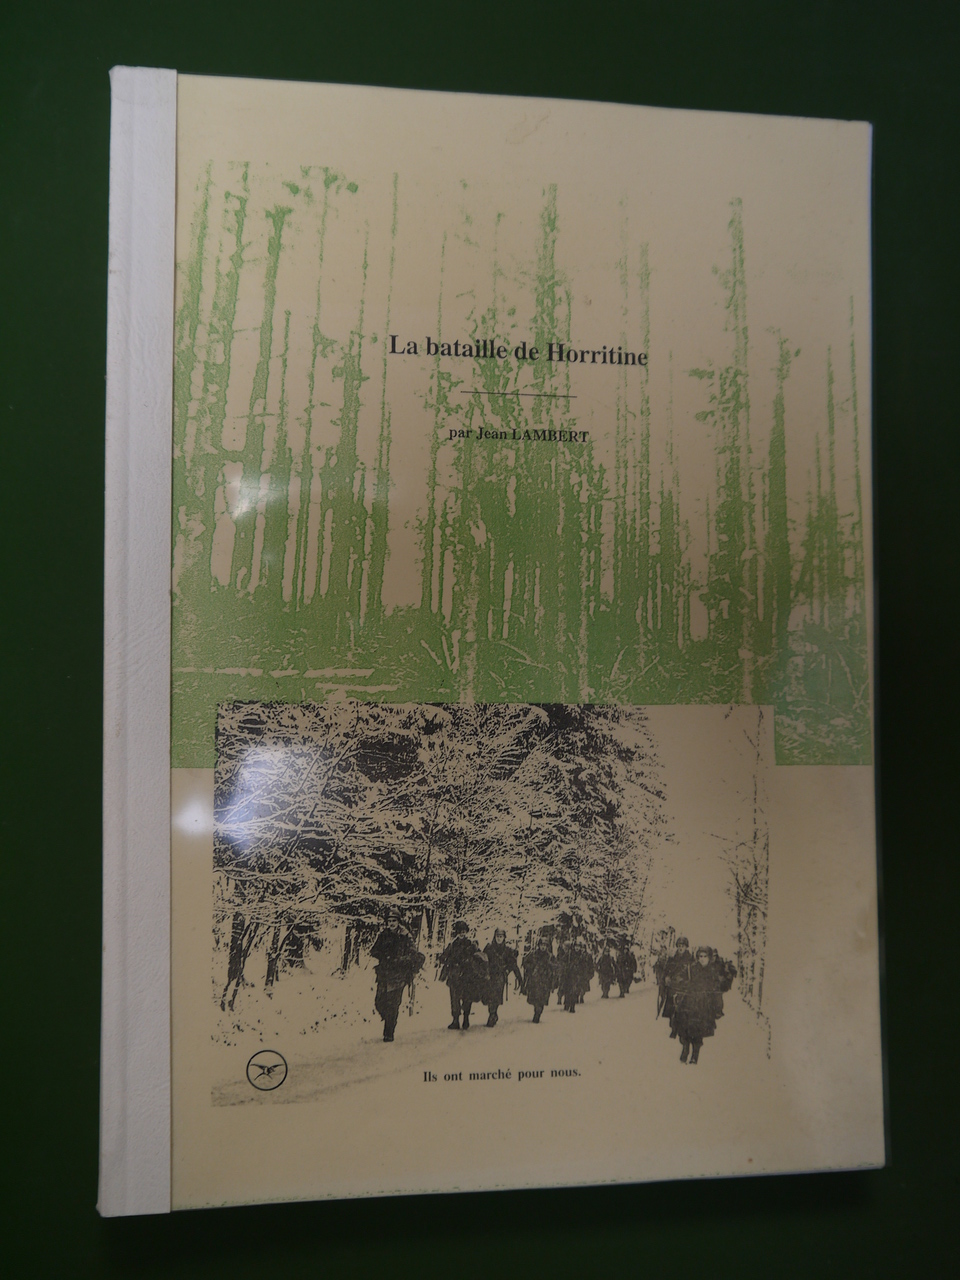 La bataille de Horritine
par Jean LAMBERT
Ils ont marché pour nous.